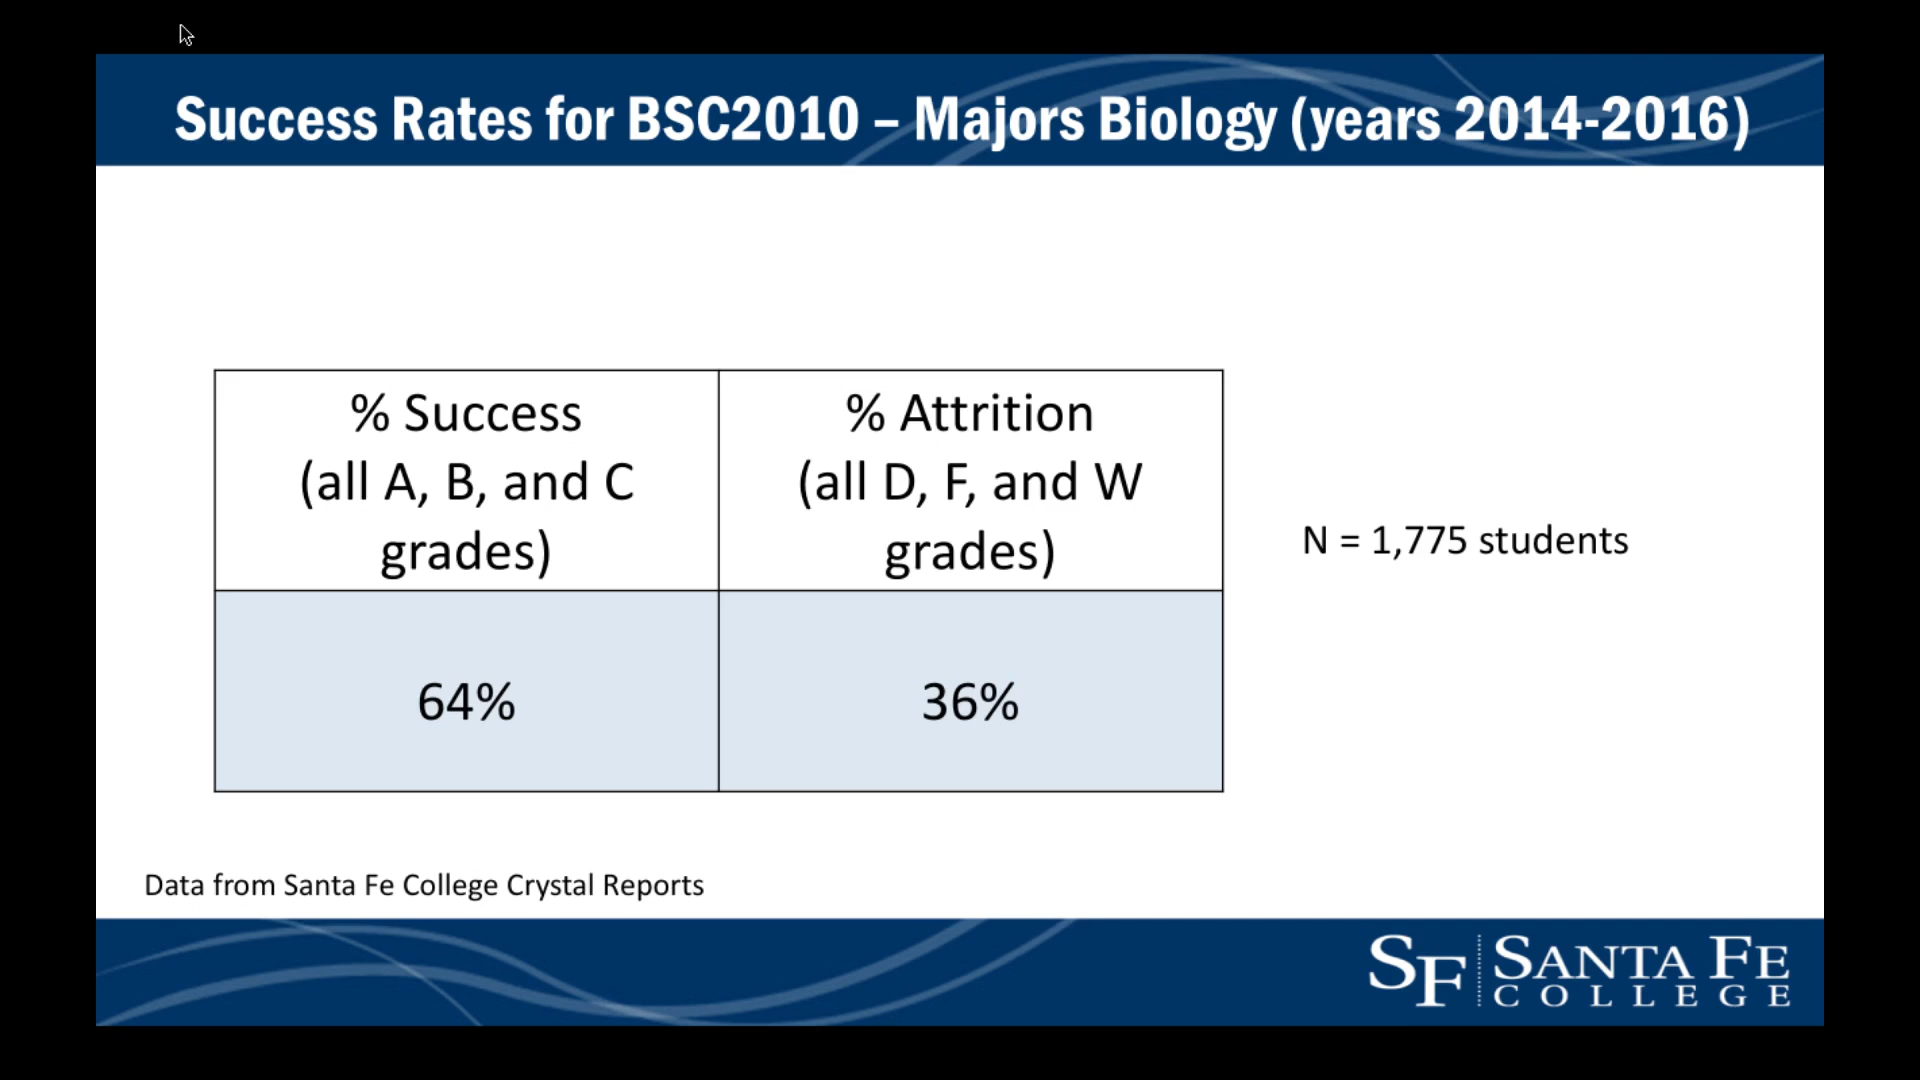 Success Rates for BSC2010 – Majors Biology (years 2014-2016)
% Success
(all A, B, and C
grades)
% Attrition
(all D, F, and W
grades)
64%
36%
N = 1,775 students
Data from Santa Fe College Crystal Reports
SF SANTA FE
COLLEGE